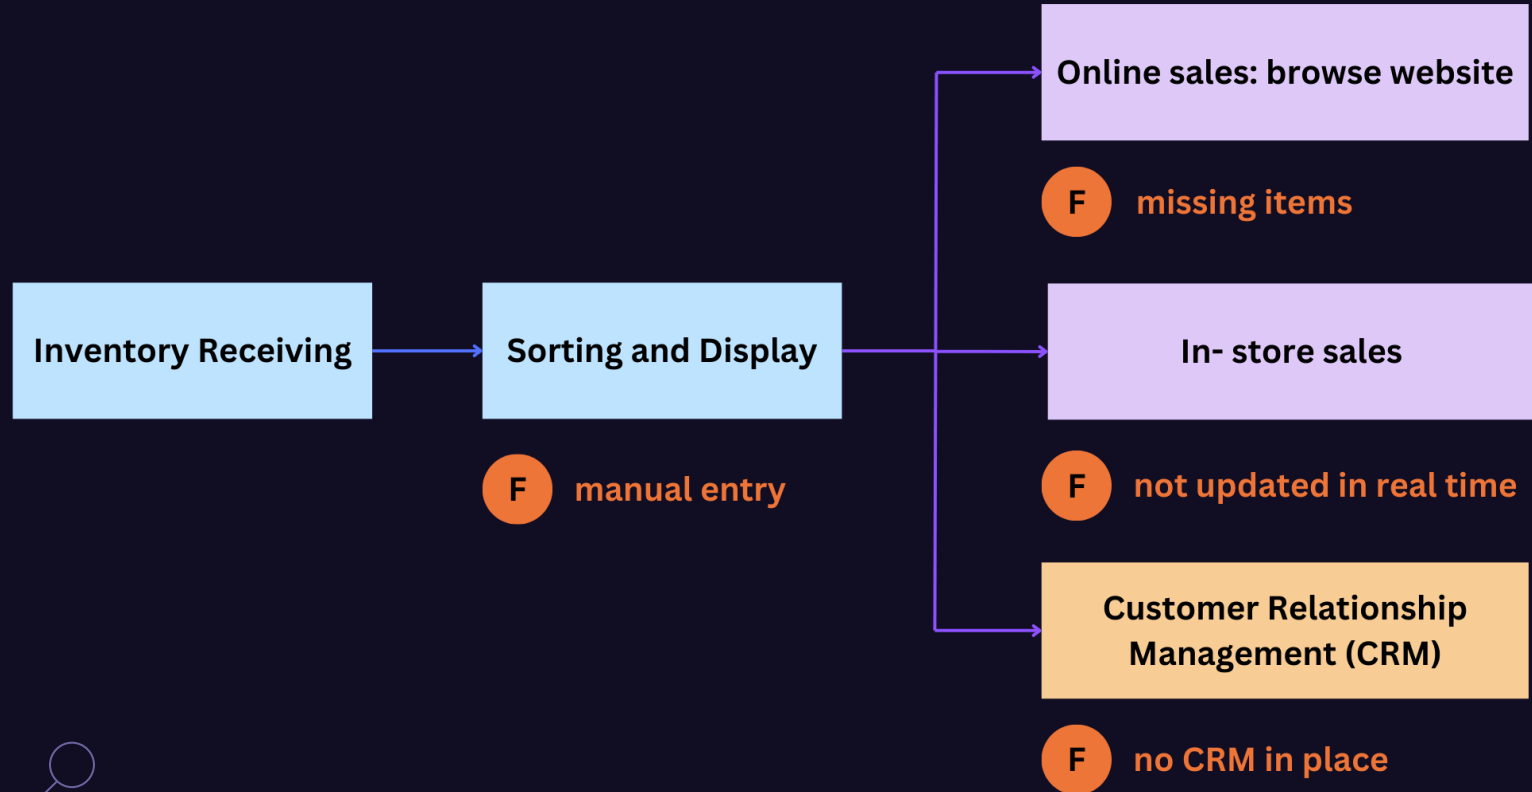 Online sales: browse website
F missing items
Inventory Receiving
Sorting and Display
In- store sales
F manual entry
F not updated in real time
Customer Relationship
Management (CRM)
F no CRM in place